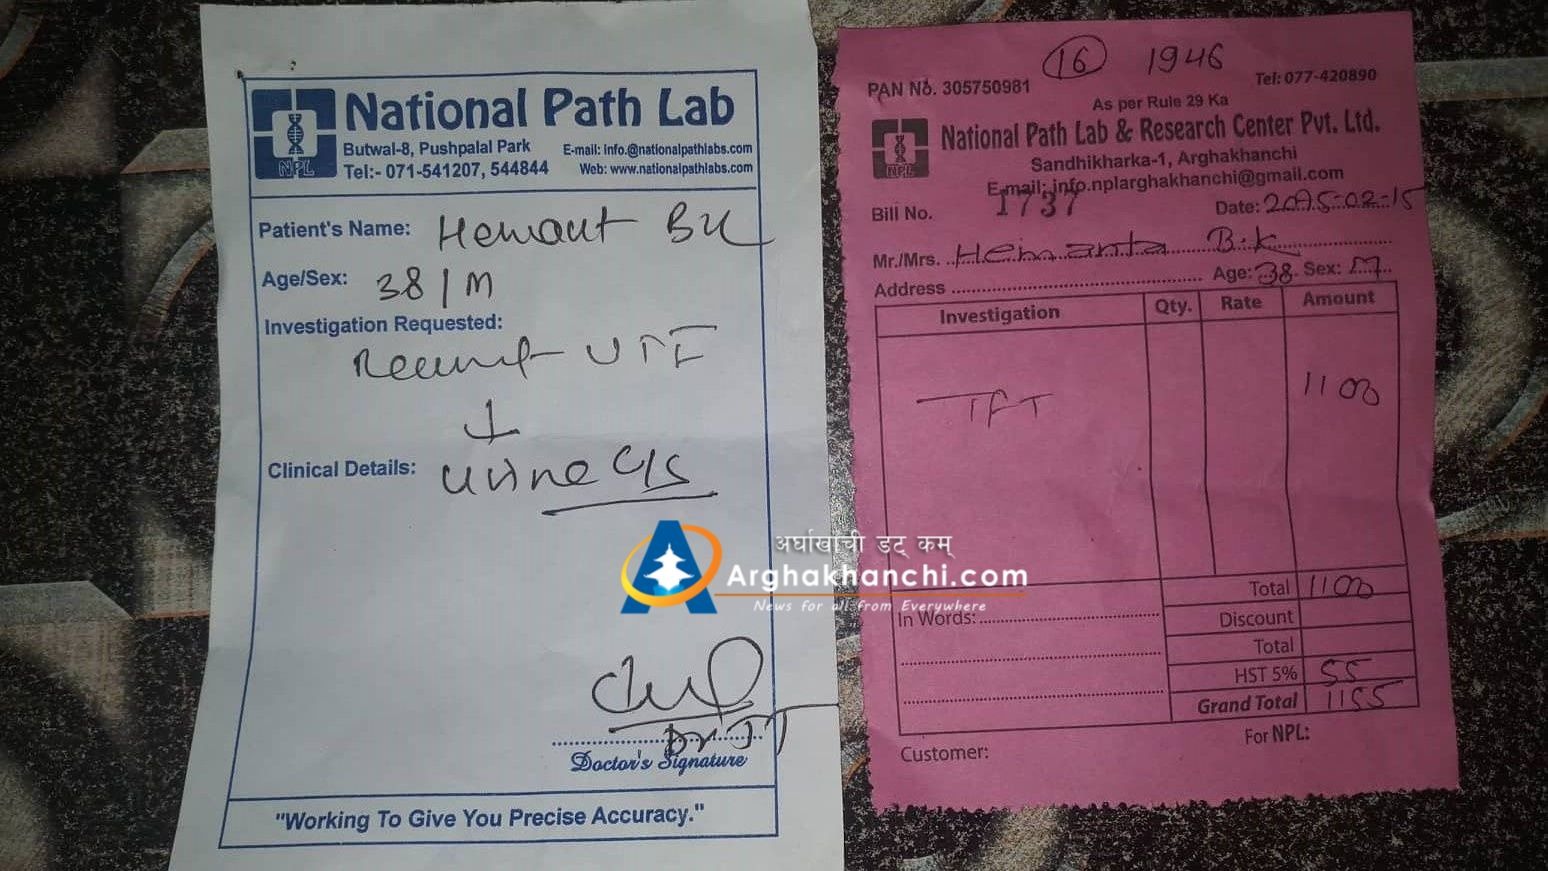 National Path Lab
Butwal-8, Pushpalal Park
Tel:- 071-541207, 544844
E-mail: info.@nationalpathlabs.com
Web: www.nationalpathlabs.com
NPL
Patient's Name: Hemant BK
Age/Sex: 38/M
Investigation Requested:
UTI
Clinical Details: Urine C/S
Doctor's Signature
"Working To Give You Precise Accuracy."
16 1946
PAN No. 305750981
Tel: 077-420890
As per Rule 29 Ka
National Path Lab & Research Center Pvt. Ltd.
NPL
Sandhikharka-1, Arghakhanchi
E.mail: info.nplarghakhanchi@gmail.com
Bill No. 1737
Date: 2075-02-15
Mr./Mrs. Hemanta B.K
Address Age: 38 Sex: M
Investigation Qty. Rate Amount
TFT 1100
Total 1100
In Words:
Discount
Total
HST 5% 55
Grand Total 1155
Customer:
For NPL:
अर्घाखाँची डट् कम्
Arghakhanchi.com
News for all from Everywhere